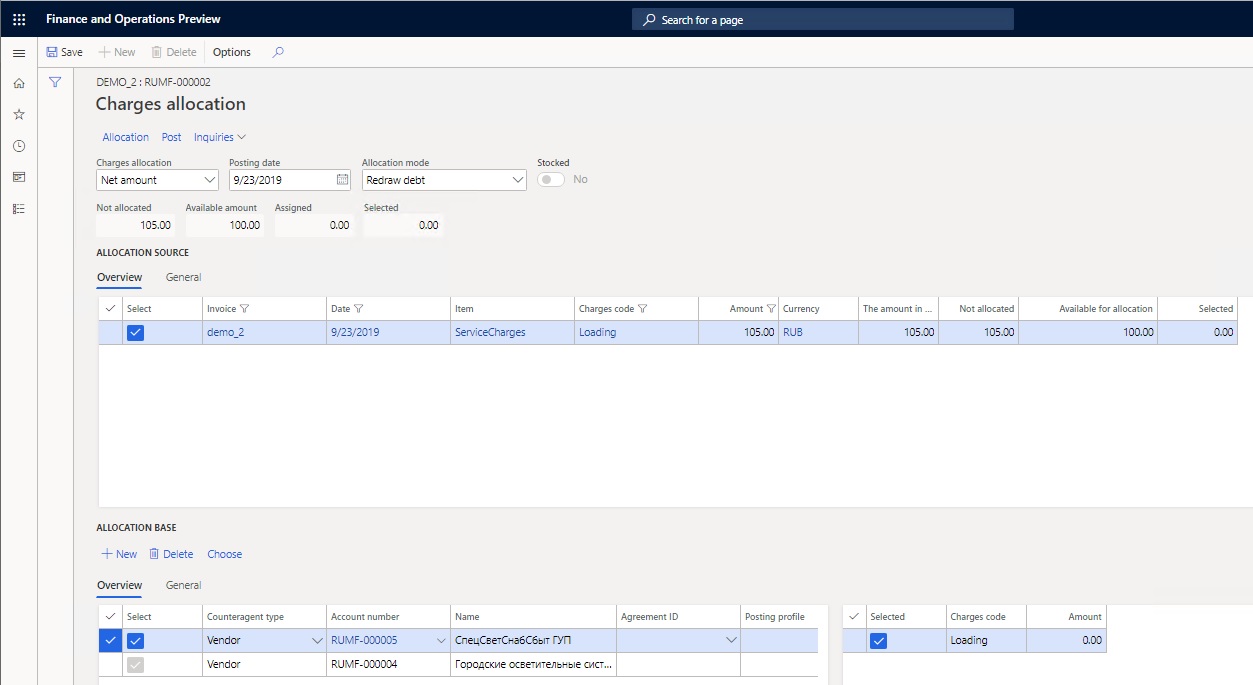 Finance and Operations Preview
Search for a page
Save New Delete Options
DEMO_2 : RUMF-000002
Charges allocation
Allocation Post Inquiries
Charges allocation Posting date Allocation mode Stocked
Net amount 9/23/2019 Redraw debt No
Not allocated Available amount Assigned Selected
105.00 100.00 0.00 0.00
ALLOCATION SOURCE
Overview General
Select Invoice Date Item Charges code Amount Currency The amount in ... Not allocated Available for allocation Selected
demo_2 9/23/2019 ServiceCharges Loading 105.00 RUB 105.00 105.00 100.00 0.00
ALLOCATION BASE
New Delete Choose
Overview General
Select Counteragent type Account number Name Agreement ID Posting profile Selected Charges code Amount
Vendor RUMF-000005 СпецСветСнабСбыт ГУП Loading 0.00
Vendor RUMF-000004 Городские осветительные сист...